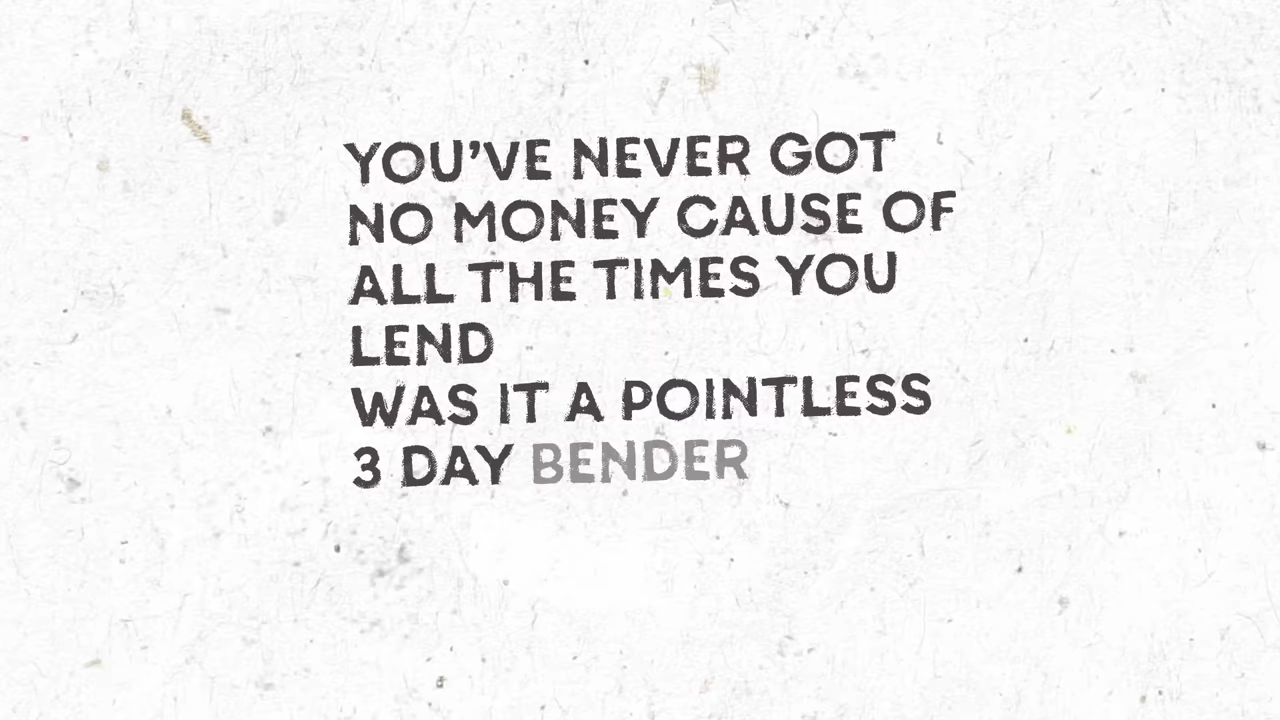 YOU'VE NEVER GOT
NO MONEY CAUSE OF
ALL THE TIMES YOU
LEND
WAS IT A POINTLESS
3 DAY BENDER